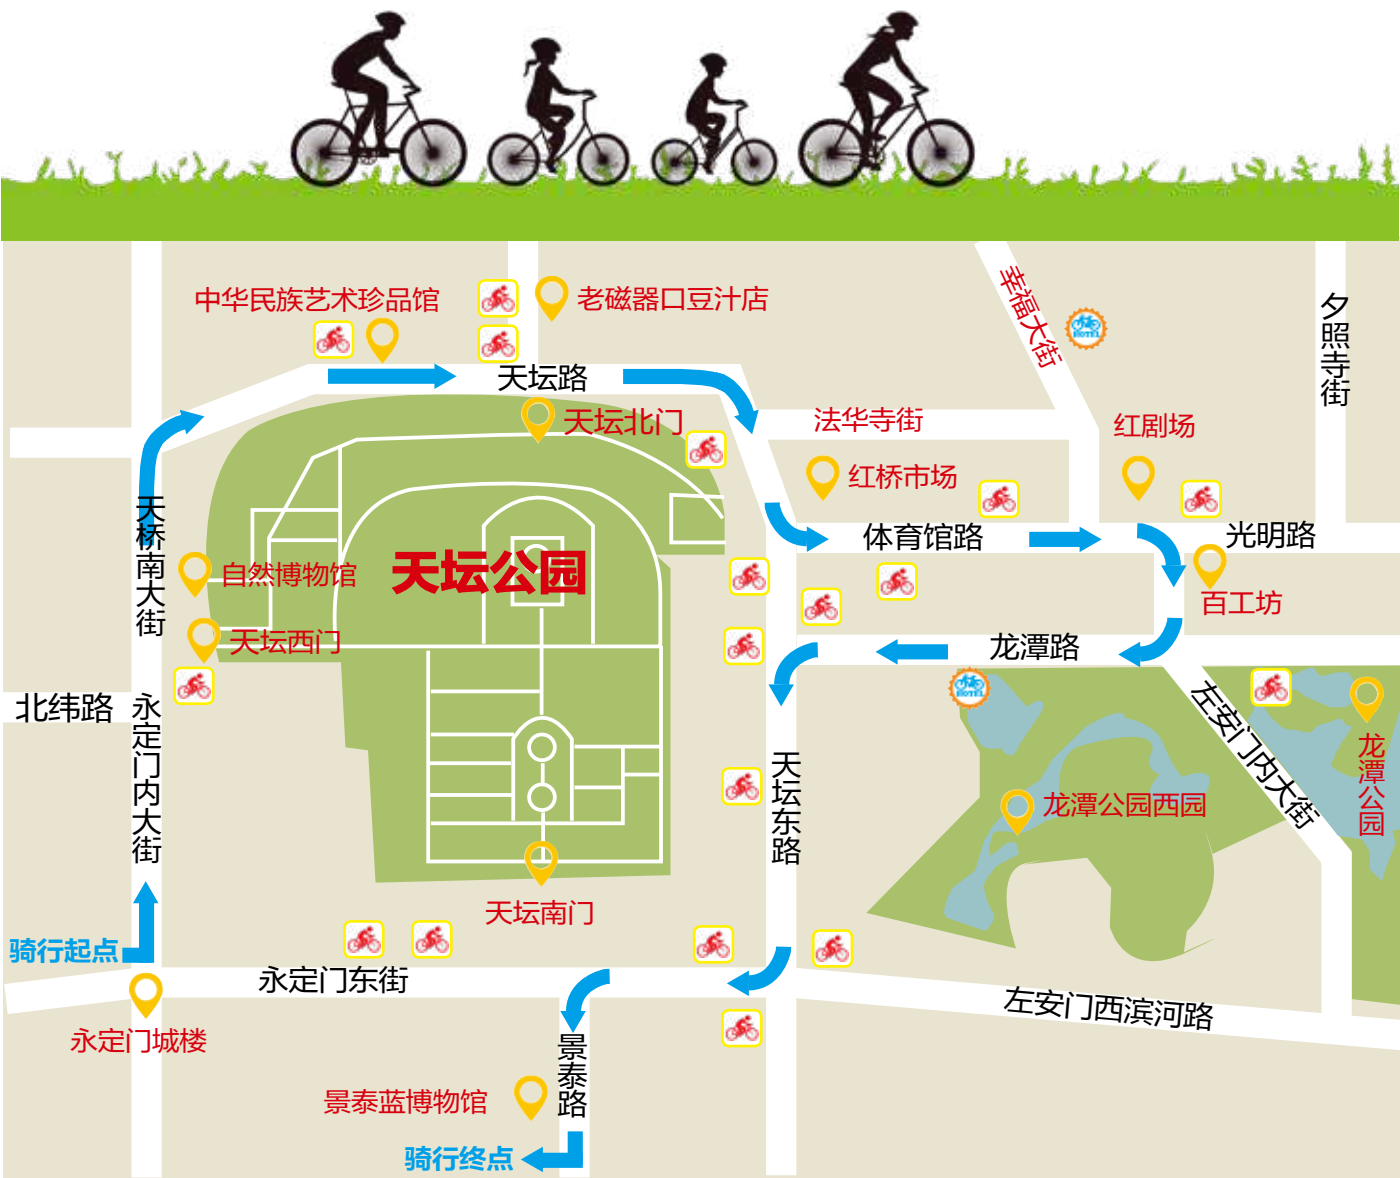 中华民族艺术珍品馆
老磁器口豆汁店
幸福大街
HOTEL
夕照寺街
天坛路
天坛北门
法华寺街
红剧场
红桥市场
天桥南大街
体育馆路
光明路
自然博物馆
天坛公园
百工坊
天坛西门
龙潭路
HOTEL
北纬路
永定门内大街
左安门内大街
龙潭公园
天坛东路
龙潭公园西园
天坛南门
骑行起点
永定门东街
左安门西滨河路
永定门城楼
景泰路
景泰蓝博物馆
骑行终点